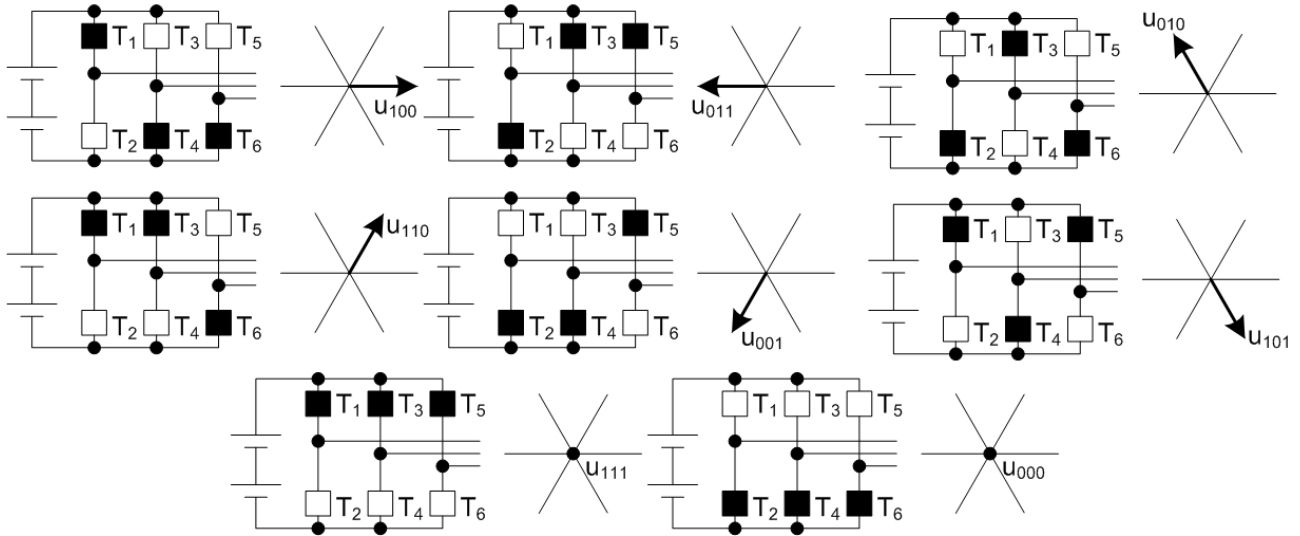 T1 T3 T5 T1 T3 T5 T1 T3 T5 u010
u100 u011
T2 T4 T6 T2 T4 T6 T2 T4 T6
T1 T3 T5 u110 T1 T3 T5 T1 T3 T5
T2 T4 T6 T2 T4 T6 u001 T2 T4 T6 u101
T1 T3 T5 T1 T3 T5
u111 u000
T2 T4 T6 T2 T4 T6